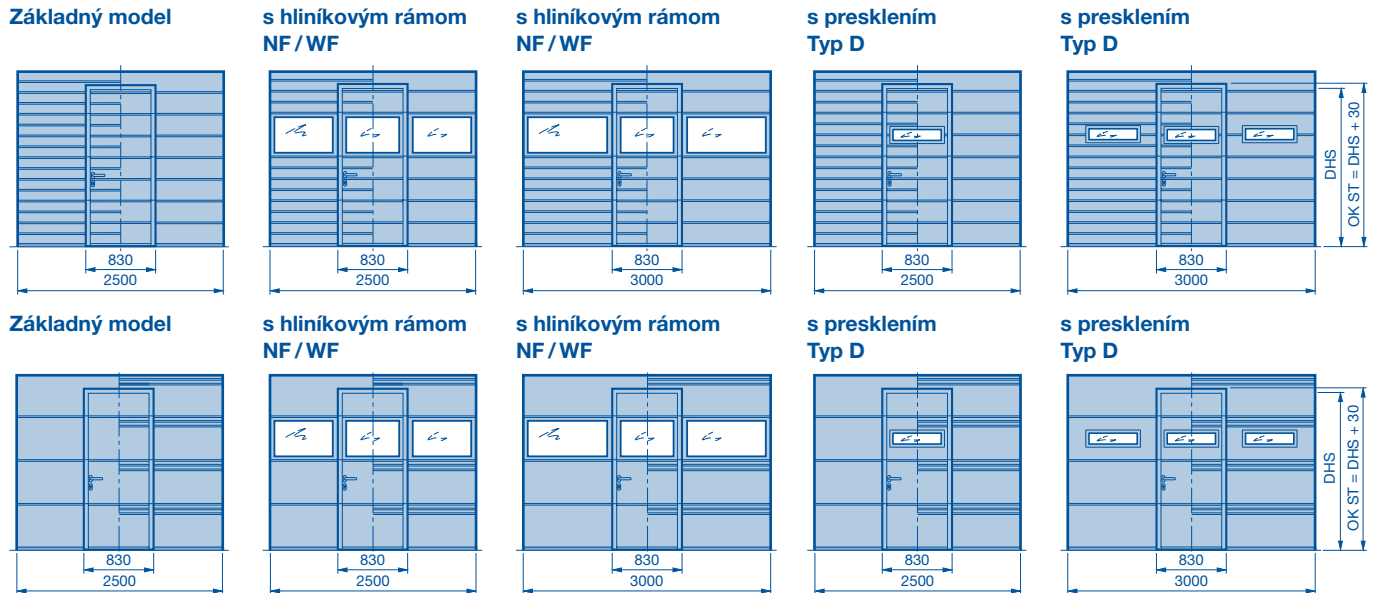 Základný model
s hliníkovým rámom
NF / WF
s hliníkovým rámom
NF / WF
s presklením
Typ D
s presklením
Typ D
830
2500
830
2500
830
3000
830
2500
830
3000
DHS
OK ST = DHS + 30
Základný model
s hliníkovým rámom
NF / WF
s hliníkovým rámom
NF / WF
s presklením
Typ D
s presklením
Typ D
830
2500
830
2500
830
3000
830
2500
830
3000
DHS
OK ST = DHS + 30